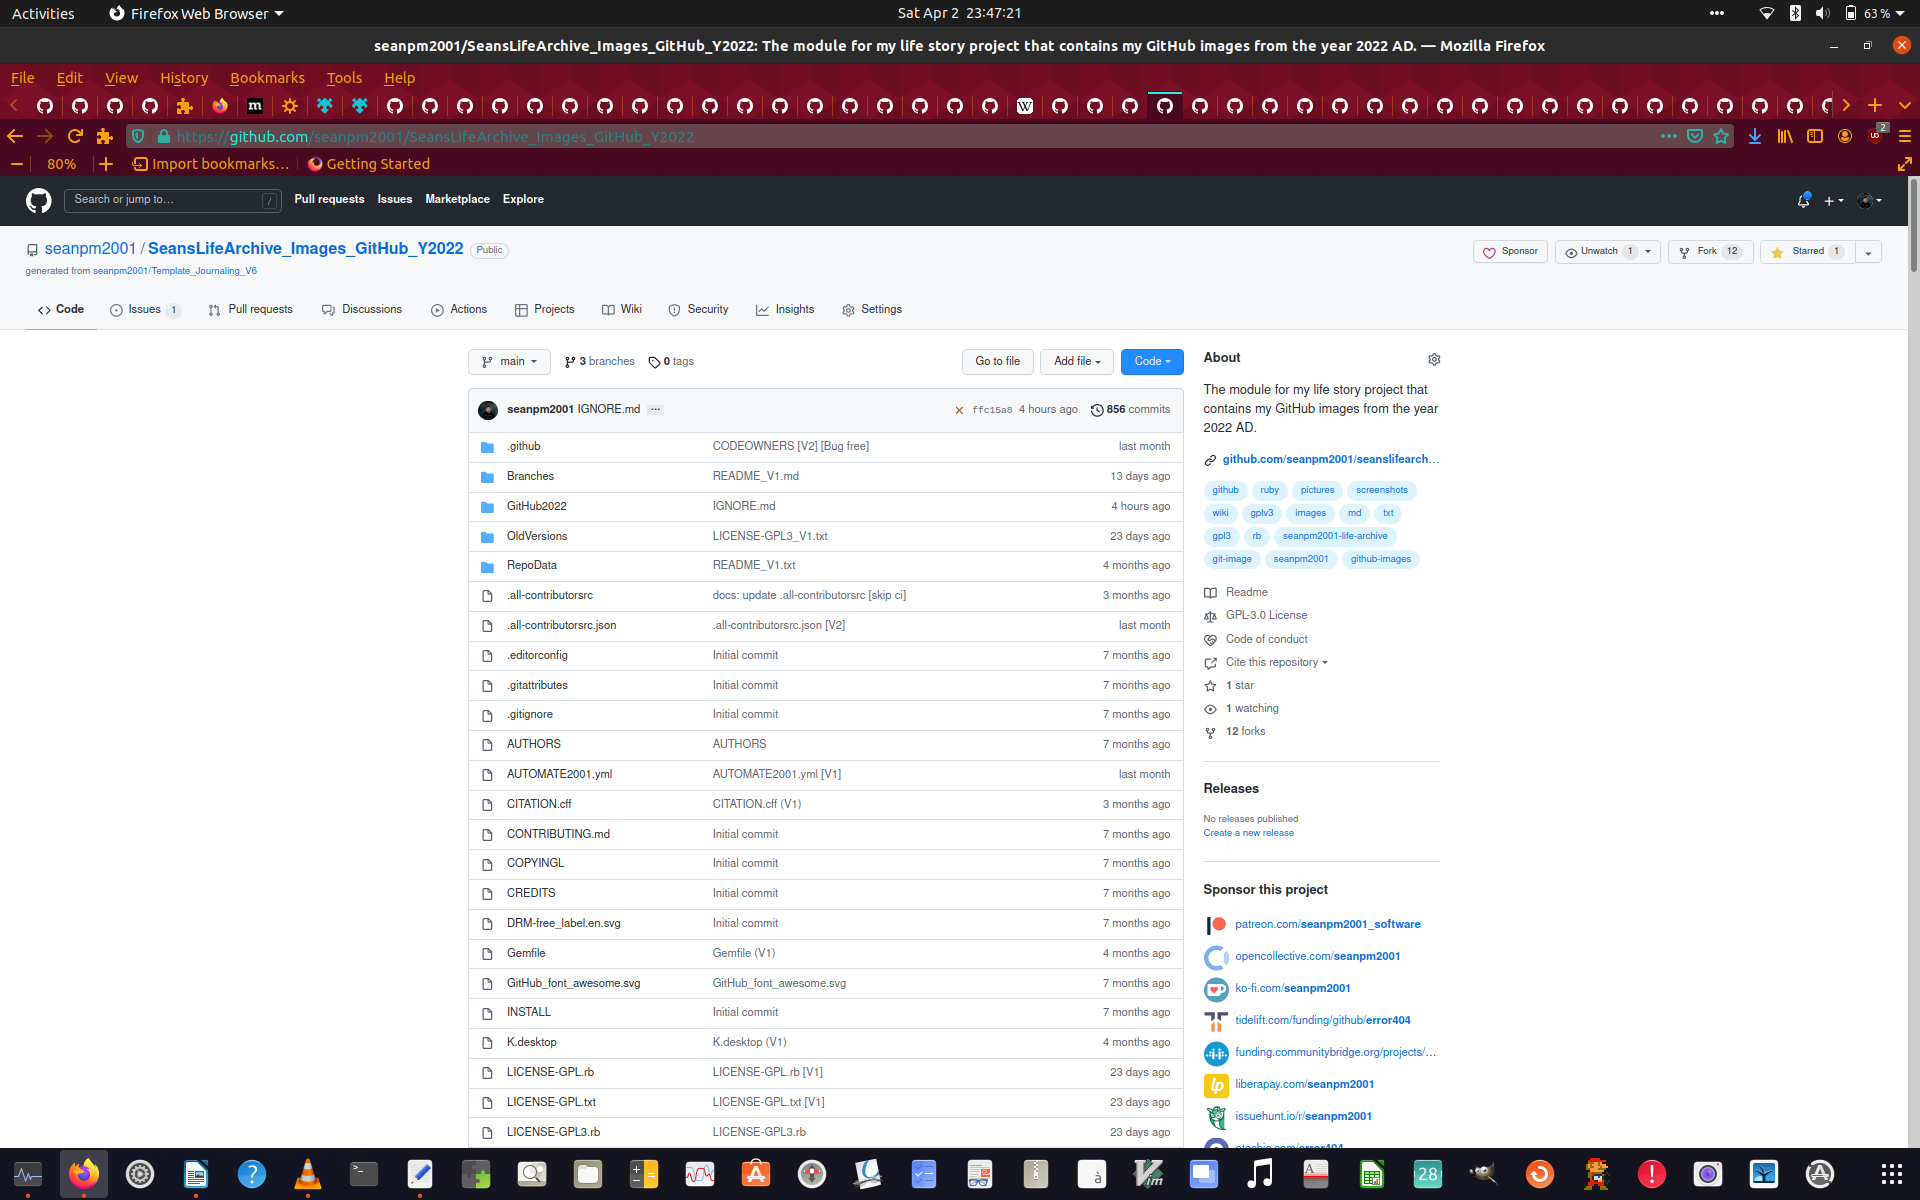 Activities Firefox Web Browser Sat Apr 2 23:47:21 63 %
seanpm2001/SeansLifeArchive_Images_GitHub_Y2022: The module for my life story project that contains my GitHub images from the year 2022 AD. — Mozilla Firefox
File Edit View History Bookmarks Tools Help
https://github.com/seanpm2001/SeansLifeArchive_Images_GitHub_Y2022 2
80% Import bookmarks... Getting Started
Search or jump to... / Pull requests Issues Marketplace Explore
seanpm2001 / SeansLifeArchive_Images_GitHub_Y2022 Public
Sponsor Unwatch 1 Fork 12 Starred 1
generated from seanpm2001/Template_Journaling_V6
Code Issues 1 Pull requests Discussions Actions Projects Wiki Security Insights Settings
main 3 branches 0 tags Go to file Add file Code
seanpm2001 IGNORE.md ... ffc15a8 4 hours ago 856 commits
.github CODEOWNERS [V2] [Bug free] last month
Branches README_V1.md 13 days ago
GitHub2022 IGNORE.md 4 hours ago
OldVersions LICENSE-GPL3_V1.txt 23 days ago
RepoData README_V1.txt 4 months ago
.all-contributorsrc docs: update .all-contributorsrc [skip ci] 3 months ago
.all-contributorsrc.json .all-contributorsrc.json [V2] last month
.editorconfig Initial commit 7 months ago
.gitattributes Initial commit 7 months ago
.gitignore Initial commit 7 months ago
AUTHORS AUTHORS 7 months ago
AUTOMATE2001.yml AUTOMATE2001.yml [V1] last month
CITATION.cff CITATION.cff (V1) 3 months ago
CONTRIBUTING.md Initial commit 7 months ago
COPYINGL Initial commit 7 months ago
CREDITS Initial commit 7 months ago
DRM-free_label.en.svg Initial commit 7 months ago
Gemfile Gemfile (V1) 4 months ago
GitHub_font_awesome.svg GitHub_font_awesome.svg 7 months ago
INSTALL Initial commit 7 months ago
K.desktop K.desktop (V1) 4 months ago
LICENSE-GPL.rb LICENSE-GPL.rb [V1] 23 days ago
LICENSE-GPL.txt LICENSE-GPL.txt [V1] 23 days ago
LICENSE-GPL3.rb LICENSE-GPL3.rb 23 days ago
About
The module for my life story project that
contains my GitHub images from the year
2022 AD.
github.com/seanpm2001/seanslifearch...
github ruby pictures screenshots
wiki gplv3 images md txt
gpl3 rb seanpm2001-life-archive
git-image seanpm2001 github-images
Readme
GPL-3.0 License
Code of conduct
Cite this repository
1 star
1 watching
12 forks
Releases
No releases published
Create a new release
Sponsor this project
patreon.com/seanpm2001_software
opencollective.com/seanpm2001
ko-fi.com/seanpm2001
tidelift.com/funding/github/error404
funding.communitybridge.org/projects/...
liberapay.com/seanpm2001
issuehunt.io/r/seanpm2001
28